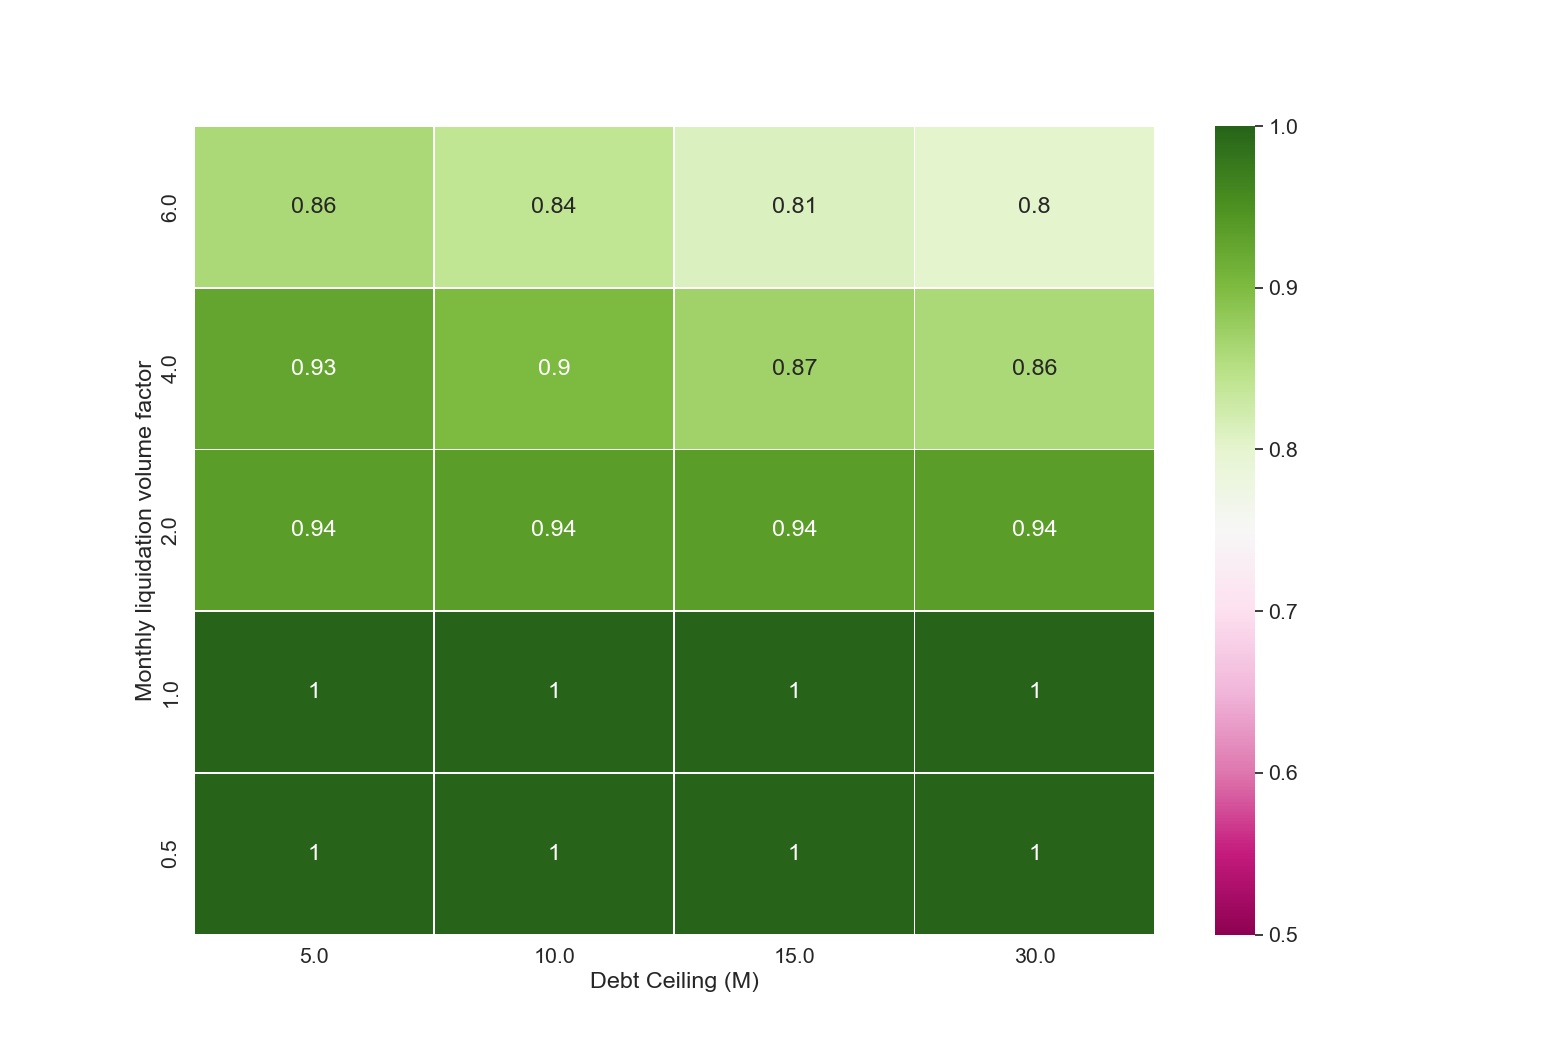 1.0
6.0 0.86 0.84 0.81 0.8
0.9
4.0 0.93 0.9 0.87 0.86
0.8
Monthly liquidation volume factor
2.0 0.94 0.94 0.94 0.94
0.7
1.0 1 1 1 1
0.6
0.5 1 1 1 1
0.5
5.0 10.0 15.0 30.0
Debt Ceiling (M)